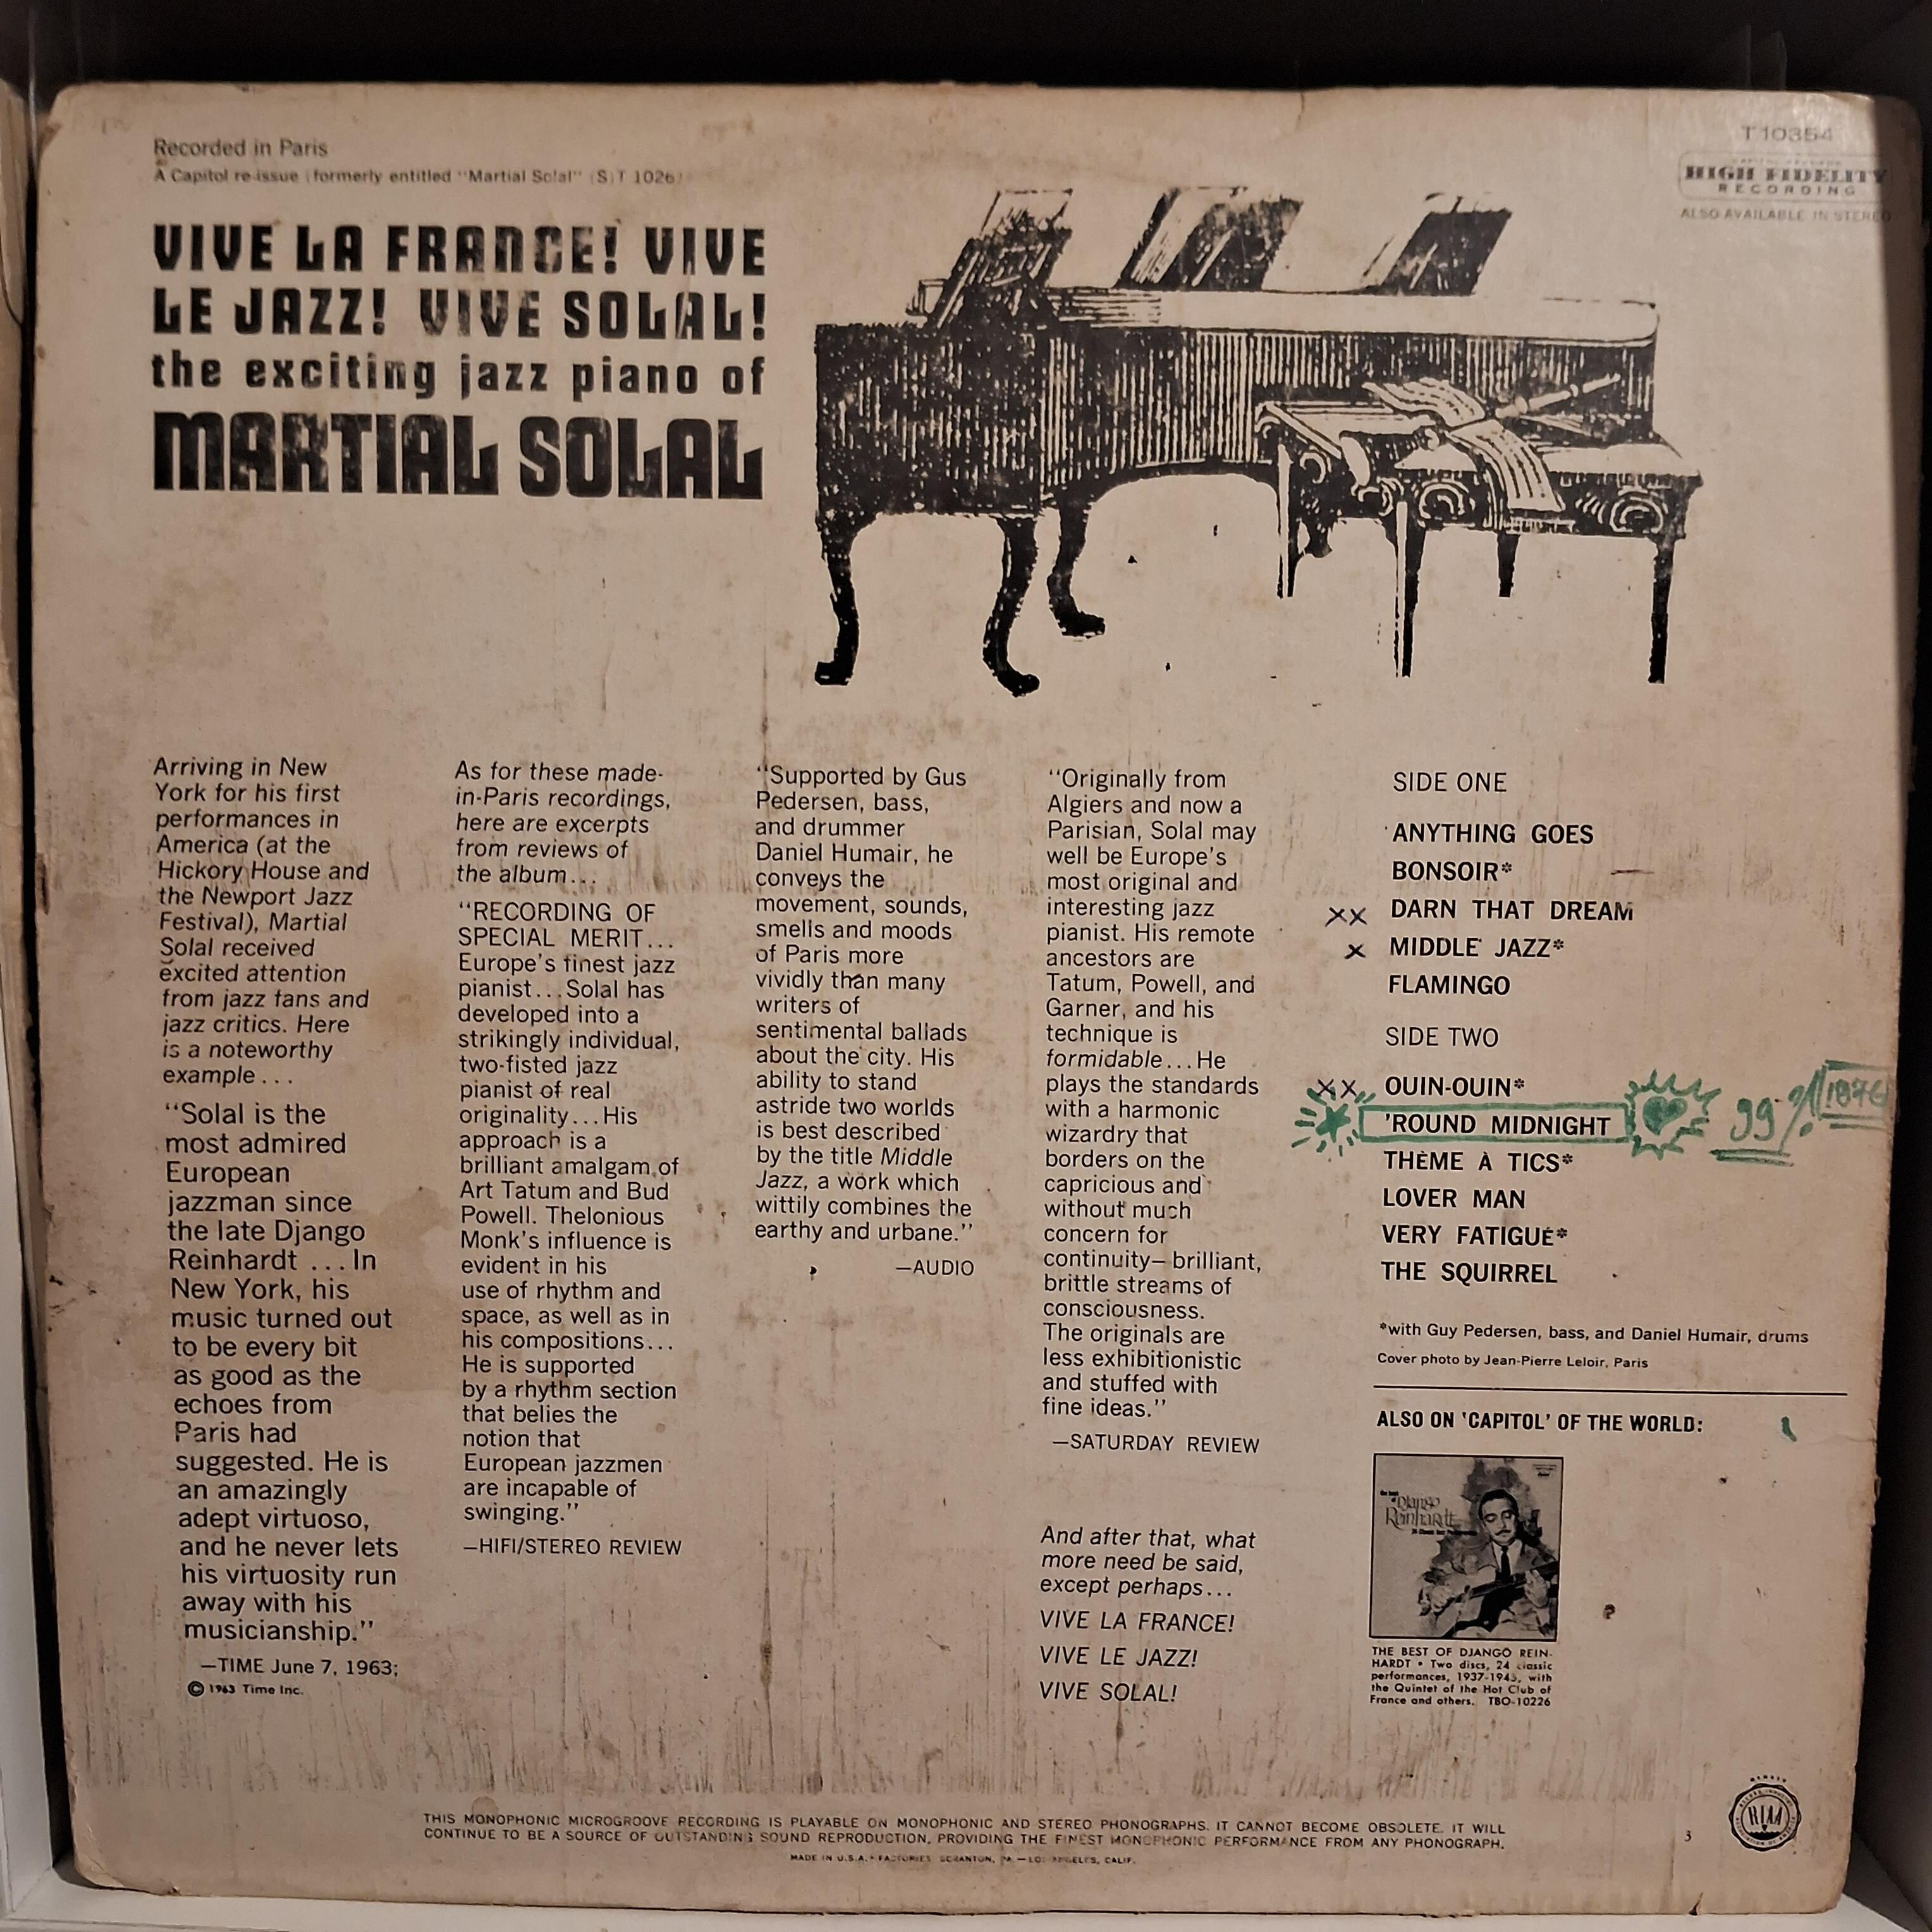 Recorded in Paris
A Capitol re-issue (formerly entitled "Martial Solal" (S)T 1026)
T10354
HIGH FIDELITY
RECORDING
ALSO AVAILABLE IN STEREO
VIVE LA FRANCE! VIVE
LE JAZZ! VIVE SOLAL!
the exciting jazz piano of
MARTIAL SOLAL
Arriving in New
York for his first
performances in
America (at the
Hickory House and
the Newport Jazz
Festival), Martial
Solal received
excited attention
from jazz fans and
jazz critics. Here
is a noteworthy
example...
"Solal is the
most admired
European
jazzman since
the late Django
Reinhardt ...In
New York, his
music turned out
to be every bit
as good as the
echoes from
Paris had
suggested. He is
an amazingly
adept virtuoso,
and he never lets
his virtuosity run
away with his
musicianship."
—TIME June 7, 1963;
© 1963 Time Inc.
As for these made-
in-Paris recordings,
here are excerpts
from reviews of
the album...
"RECORDING OF
SPECIAL MERIT...
Europe's finest jazz
pianist...Solal has
developed into a
strikingly individual,
two-fisted jazz
pianist of real
originality...His
approach is a
brilliant amalgam of
Art Tatum and Bud
Powell. Thelonious
Monk's influence is
evident in his
use of rhythm and
space, as well as in
his compositions...
He is supported
by a rhythm section
that belies the
notion that
European jazzmen
are incapable of
swinging."
—HIFI/STEREO REVIEW
"Supported by Gus
Pedersen, bass,
and drummer
Daniel Humair, he
conveys the
movement, sounds,
smells and moods
of Paris more
vividly than many
writers of
sentimental ballads
about the city. His
ability to stand
astride two worlds
is best described
by the title Middle
Jazz, a work which
wittily combines the
earthy and urbane."
—AUDIO
"Originally from
Algiers and now a
Parisian, Solal may
well be Europe's
most original and
interesting jazz
pianist. His remote
ancestors are
Tatum, Powell, and
Garner, and his
technique is
formidable...He
plays the standards
with a harmonic
wizardry that
borders on the
capricious and
without much
concern for
continuity—brilliant,
brittle streams of
consciousness.
The originals are
less exhibitionistic
and stuffed with
fine ideas."
—SATURDAY REVIEW
And after that, what
more need be said,
except perhaps...
VIVE LA FRANCE!
VIVE LE JAZZ!
VIVE SOLAL!
SIDE ONE
ANYTHING GOES
BONSOIR*
XX DARN THAT DREAM
X MIDDLE JAZZ*
FLAMINGO
SIDE TWO
XX OUIN-OUIN*
'ROUND MIDNIGHT 99%
THÈME À TICS*
LOVER MAN
VERY FATIGUÉ*
THE SQUIRREL
*with Guy Pedersen, bass, and Daniel Humair, drums
Cover photo by Jean-Pierre Leloir, Paris
ALSO ON 'CAPITOL' OF THE WORLD:
the best of
Django
Reinhardt
THE BEST OF DJANGO REIN-
HARDT • Two discs, 24 classic
performances, 1937-1945, with
the Quintet of the Hot Club of
France and others. TBO-10226
THIS MONOPHONIC MICROGROOVE RECORDING IS PLAYABLE ON MONOPHONIC AND STEREO PHONOGRAPHS. IT CANNOT BECOME OBSOLETE. IT WILL
CONTINUE TO BE A SOURCE OF OUTSTANDING SOUND REPRODUCTION, PROVIDING THE FINEST MONOPHONIC PERFORMANCE FROM ANY PHONOGRAPH.
MADE IN U.S.A. • FACTORIES: SCRANTON, PA.—LOS ANGELES, CALIF.
3
RIAA